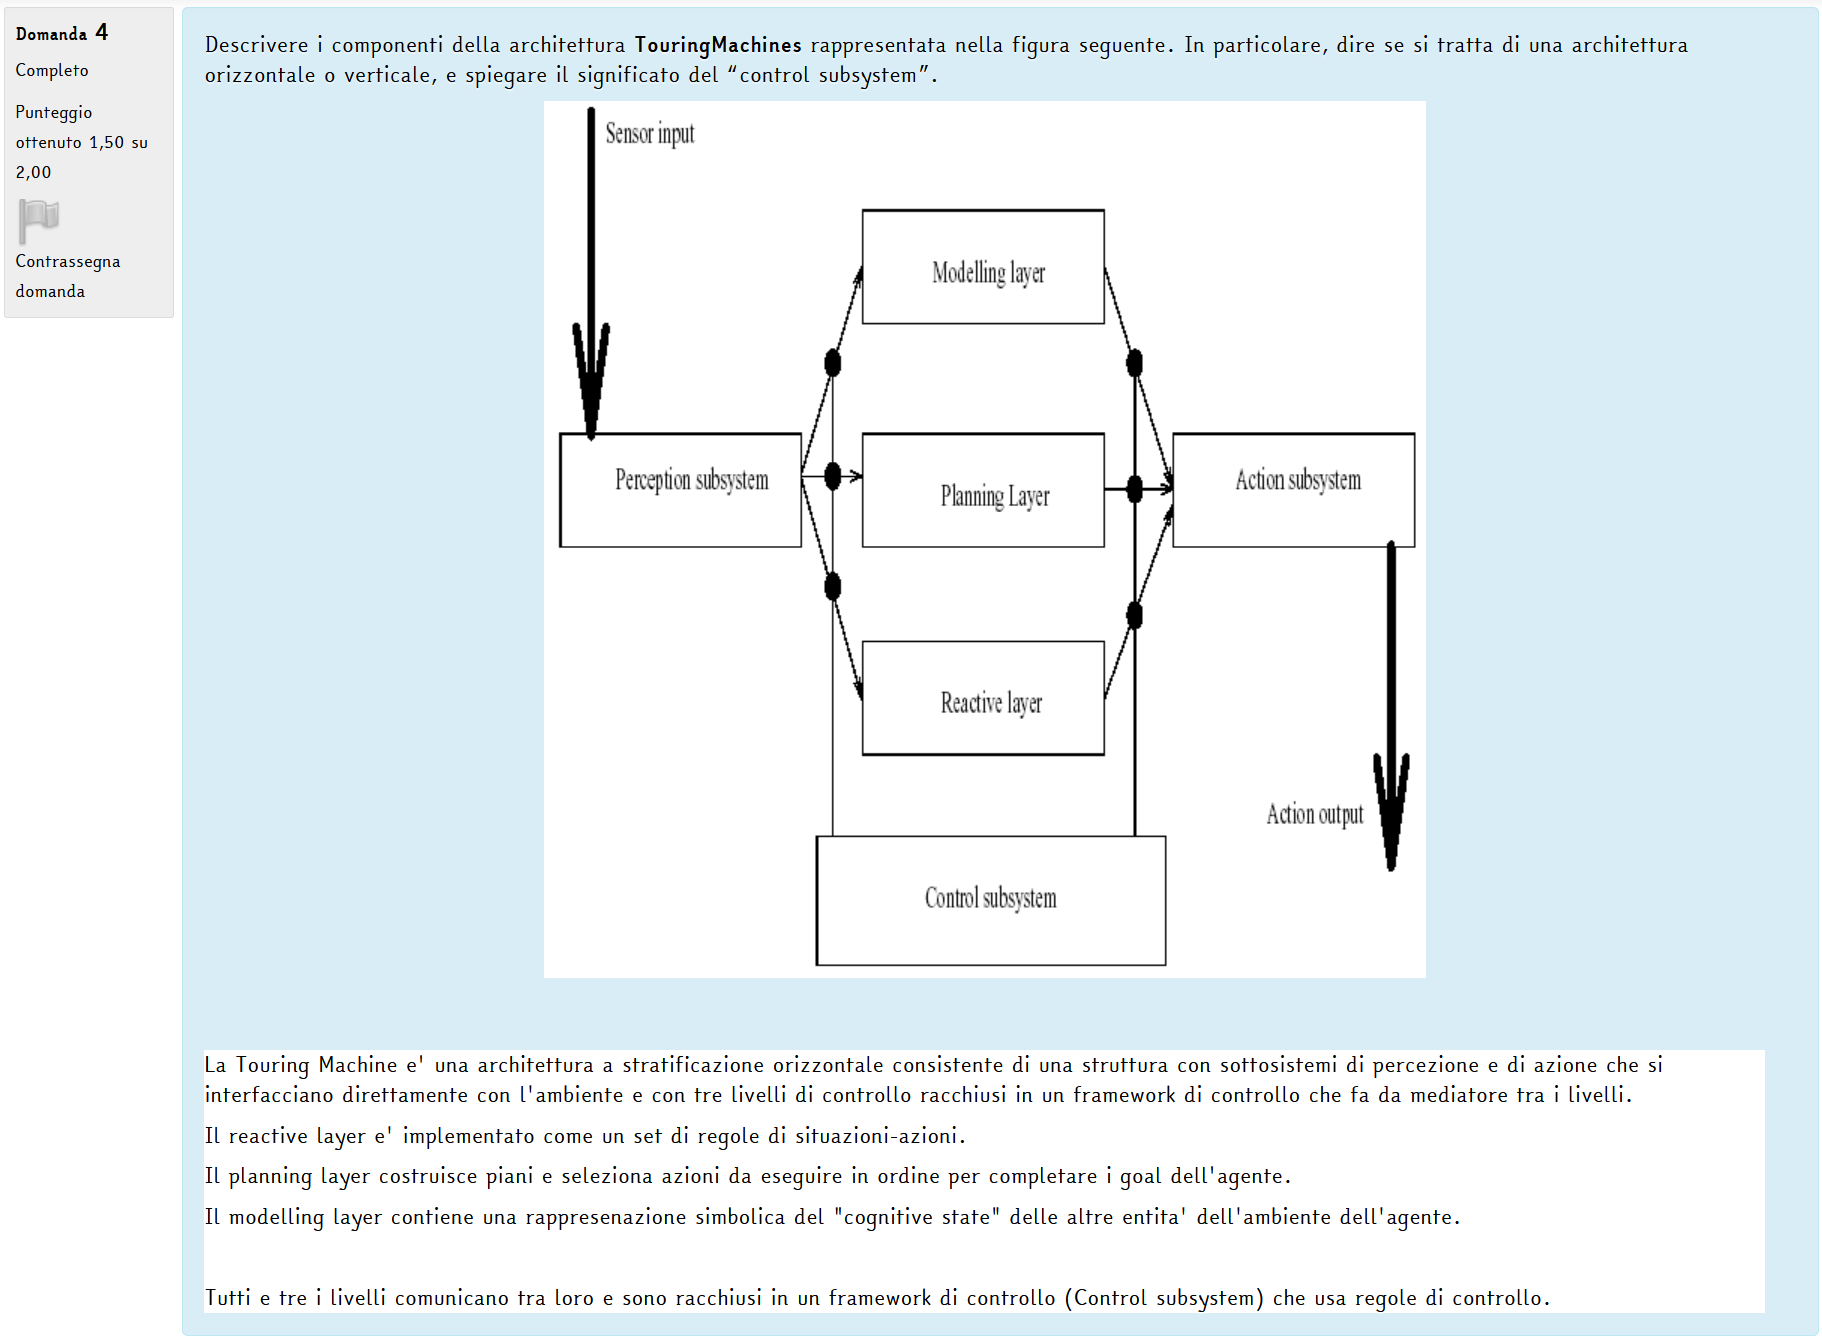 Domanda 4
Completo
Punteggio
ottenuto 1,50 su
2,00
Contrassegna
domanda
Descrivere i componenti della architettura TouringMachines rappresentata nella figura seguente. In particolare, dire se si tratta di una architettura
orizzontale o verticale, e spiegare il significato del “control subsystem”.
Sensor input
Modelling layer
Perception subsystem
Planning Layer
Action subsystem
Reactive layer
Action output
Control subsystem
La Touring Machine e' una architettura a stratificazione orizzontale consistente di una struttura con sottosistemi di percezione e di azione che si
interfacciano direttamente con l'ambiente e con tre livelli di controllo racchiusi in un framework di controllo che fa da mediatore tra i livelli.
Il reactive layer e' implementato come un set di regole di situazioni-azioni.
Il planning layer costruisce piani e seleziona azioni da eseguire in ordine per completare i goal dell'agente.
Il modelling layer contiene una rappresenazione simbolica del "cognitive state" delle altre entita' dell'ambiente dell'agente.
Tutti e tre i livelli comunicano tra loro e sono racchiusi in un framework di controllo (Control subsystem) che usa regole di controllo.